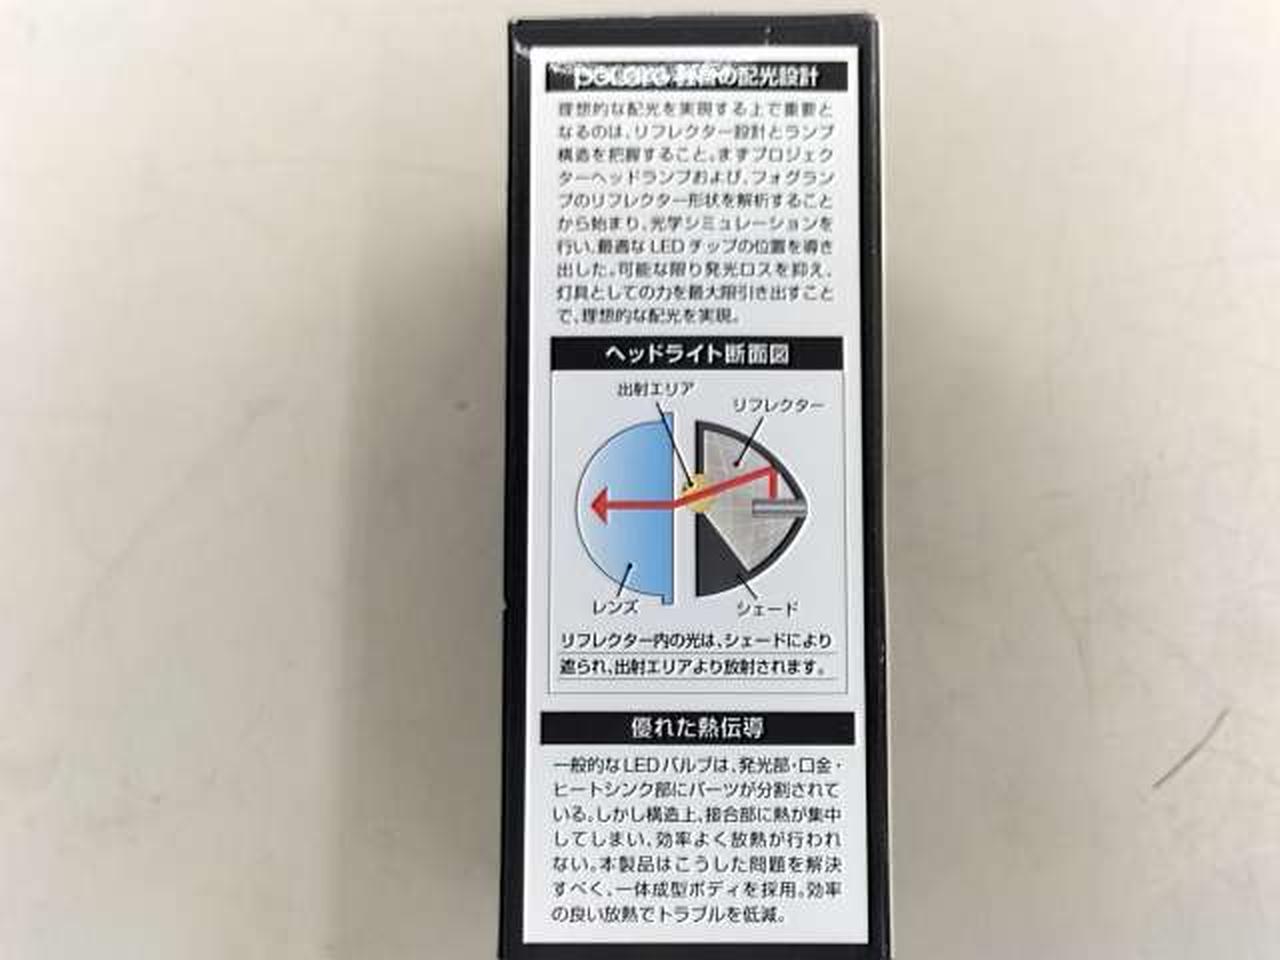 の配光設計
理想的な配光を実現する上で重要と
なるのは、リフレクター設計とランプ
構造を把握すること。まずプロジェク
ターヘッドランプおよび、フォグラン
プのリフレクター形状を解析すること
から始まり、光学シミュレーションを
行い、最適なLEDチップの位置を導き
出した。可能な限り発光ロスを抑え、
灯具としての力を最大限引き出すこと
で、理想的な配光を実現。
ヘッドライト断面図
出射エリア
リフレクター
レンズ
シェード
リフレクター内の光は、シェードにより
遮られ、出射エリアより放射されます。
優れた熱伝導
一般的なLEDバルブは、発光部・口金・
ヒートシンク部にパーツが分割されて
いる。しかし構造上、接合部に熱が集中
してしまい、効率よく放熱が行われ
ない。本製品はこうした問題を解決
すべく、一体成型ボディを採用。効率
の良い放熱でトラブルを低減。